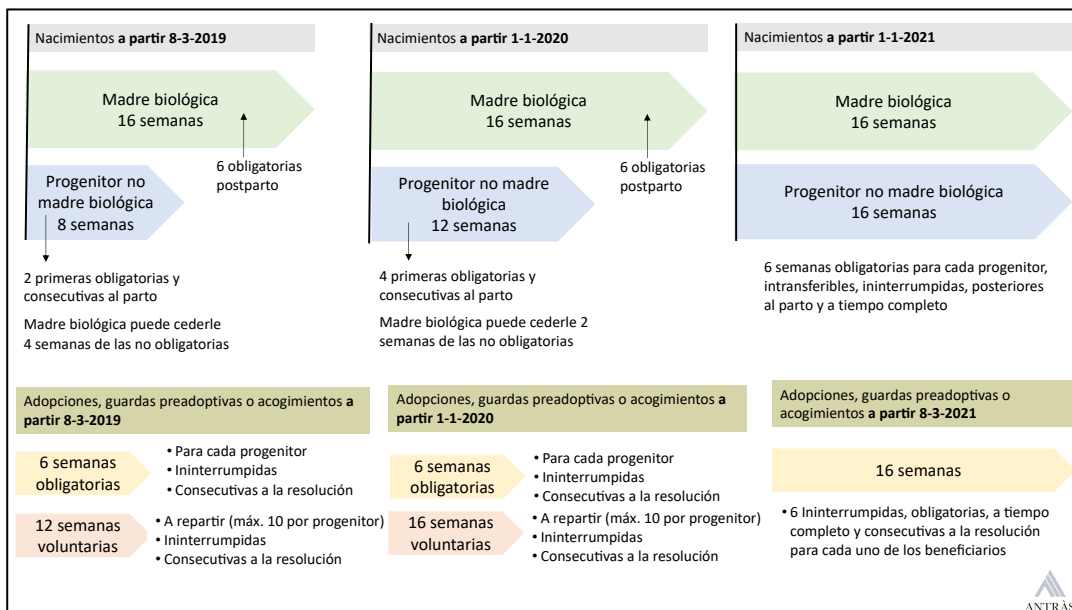 Nacimientos a partir 8-3-2019
Madre biológica
16 semanas
6 obligatorias
postparto
Progenitor no
madre biológica
8 semanas
2 primeras obligatorias y
consecutivas al parto
Madre biológica puede cederle
4 semanas de las no obligatorias
Nacimientos a partir 1-1-2020
Madre biológica
16 semanas
6 obligatorias
postparto
Progenitor no madre
biológica
12 semanas
4 primeras obligatorias y
consecutivas al parto
Madre biológica puede cederle 2
semanas de las no obligatorias
Nacimientos a partir 1-1-2021
Madre biológica
16 semanas
Progenitor no madre biológica
16 semanas
6 semanas obligatorias para cada progenitor,
intransferibles, ininterrumpidas, posteriores
al parto y a tiempo completo
Adopciones, guardas preadoptivas o acogimientos a
partir 8-3-2019
6 semanas
obligatorias
• Para cada progenitor
• Ininterrumpidas
• Consecutivas a la resolución
12 semanas
voluntarias
• A repartir (máx. 10 por progenitor)
• Ininterrumpidas
• Consecutivas a la resolución
Adopciones, guardas preadoptivas o acogimientos a
partir 1-1-2020
6 semanas
obligatorias
• Para cada progenitor
• Ininterrumpidas
• Consecutivas a la resolución
16 semanas
voluntarias
• A repartir (máx. 10 por progenitor)
• Ininterrumpidas
• Consecutivas a la resolución
Adopciones, guardas preadoptivas o
acogimientos a partir 8-3-2021
16 semanas
• 6 Ininterrumpidas, obligatorias, a tiempo
completo y consecutivas a la resolución
para cada uno de los beneficiarios
ANTRÀS